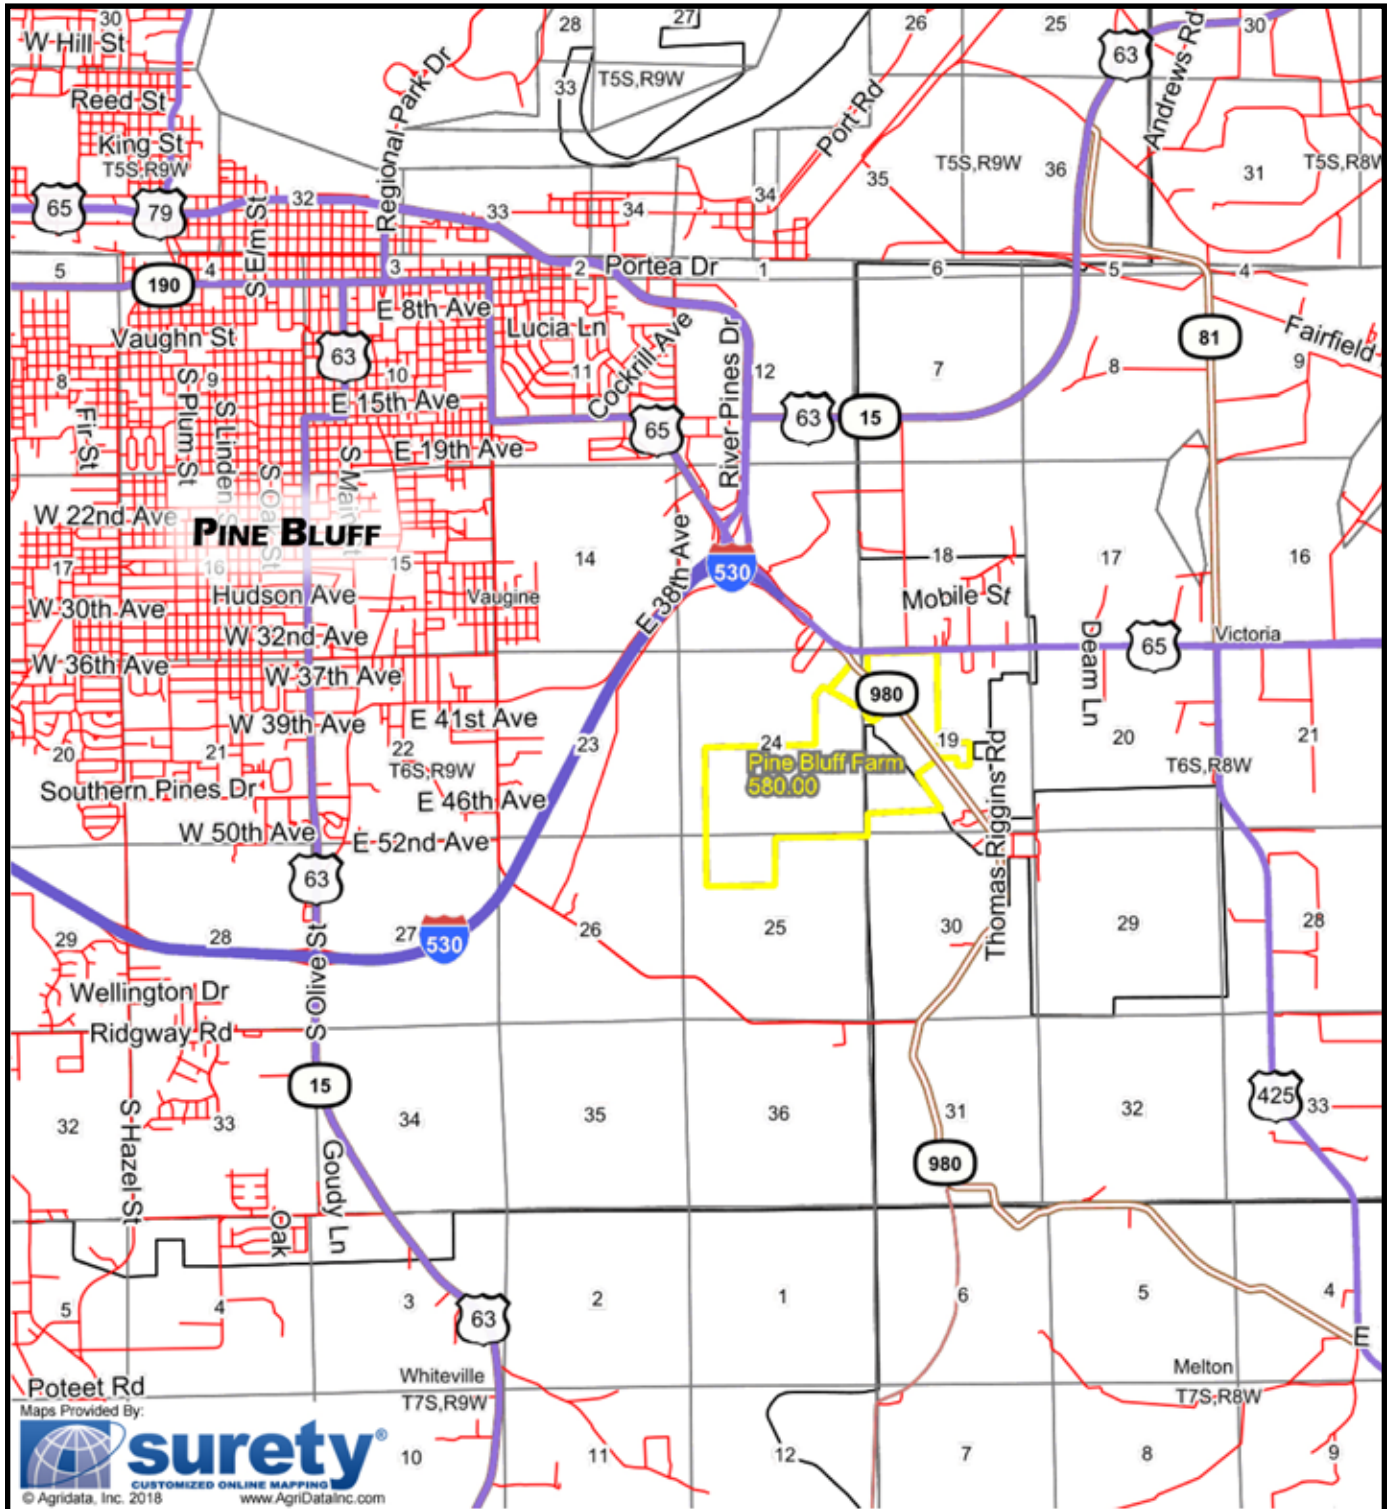 30
28
27
26
25
30
W Hill St
63
Andrews Rd
Regional Park Dr
T5S,R9W
33
Reed St
Port Rd
King St
T5S,R9W
T5S,R9W
36
31
T5S,R8W
35
65
79
S Elm St
32
33
34
34
5
190
4
3
2
Portea Dr
1
6
5
4
E 8th Ave
Lucia Ln
Cockrill Ave
River Pines Dr
Vaughn St
63
81
Fairfield
8
S Plum St
9
10
11
12
7
8
9
Fir St
S Linden S
E 15th Ave
65
63
15
S Main St
E 19th Ave
S Oak St
W 22nd Ave
PINE BLUFF
17
16
15
14
E 38th Ave
530
18
17
16
W 30th Ave
Hudson Ave
Vaugine
Mobile St
W 32nd Ave
Deam Ln
65
Victoria
W 36th Ave
W 37th Ave
980
W 39th Ave
E 41st Ave
20
21
22
23
24
19
20
21
T6S,R9W
Pine Bluff Farm
580.00
T6S,R8W
Southern Pines Dr
E 46th Ave
Thomas Riggins Rd
W 50th Ave
E 52nd Ave
63
29
28
S Olive St
27
530
26
25
30
29
28
Wellington Dr
Ridgway Rd
15
425
32
S Hazel St
33
34
35
36
31
32
33
Goudy Ln
980
Oak
5
4
3
63
2
1
6
5
4
E
Poteet Rd
Whiteville
Melton
T7S,R9W
T7S,R8W
Maps Provided By:
surety®
CUSTOMIZED ONLINE MAPPING
© Agridata, Inc. 2018
www.AgriDataInc.com
10
11
12
7
8
9